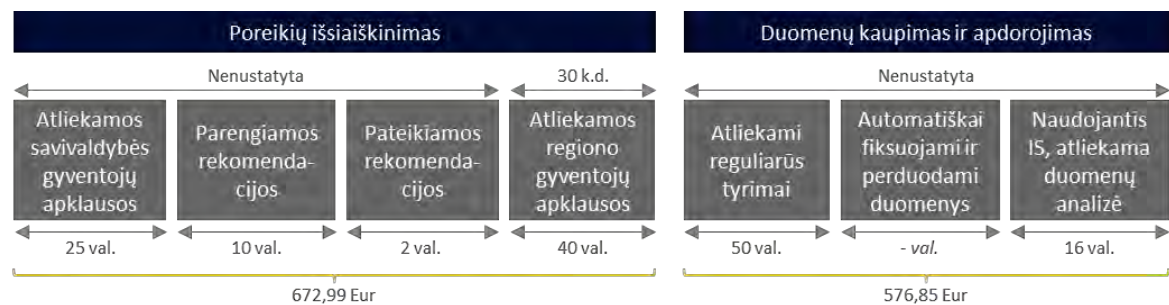 Poreikių išsiaiškinimas
Nenustatyta
30 k.d.
Atliekamos
savivaldybės
gyventojų
apklausos
Parengiamos
rekomenda-
cijos
Pateikiamos
rekomenda-
cijos
Atliekamos
regiono
gyventojų
apklausos
25 val.
10 val.
2 val.
40 val.
672,99 Eur
Duomenų kaupimas ir apdorojimas
Nenustatyta
Atliekami
reguliarūs
tyrimai
Automatiškai
fiksuojami ir
perduodami
duomenys
Naudojantis
IS, atliekama
duomenų
analizė
50 val.
- val.
16 val.
576,85 Eur